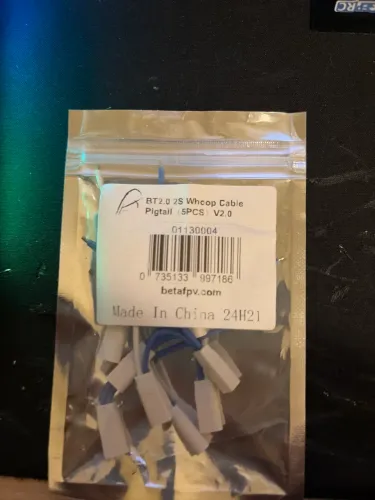 RC
BT2.0 2S Whoop Cable
Pigtail (5PCS) V2.0
01130004
0 735133 997186
betafpv.com
Made In China 24H21